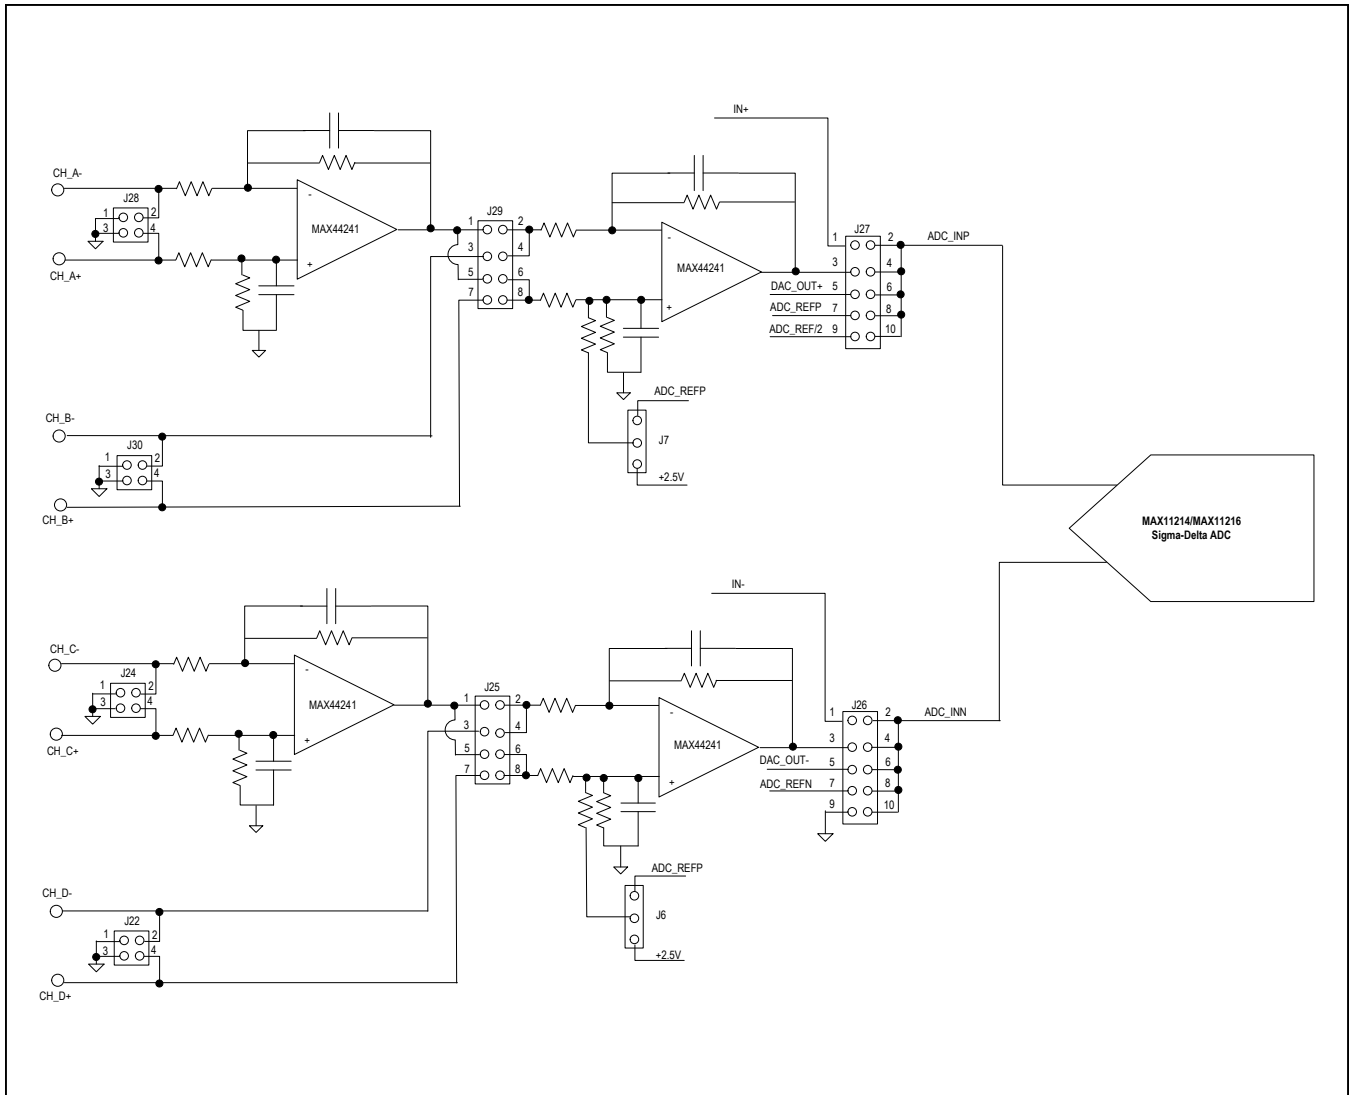 IN+
CH_A-
J28
1 2
3 4
CH_A+
-
MAX44241
+
J29
1 2
3 4
5 6
7 8
-
MAX44241
+
J27
1 2
3 4
DAC_OUT+ 5 6
ADC_REFP 7 8
ADC_REF/2 9 10
ADC_INP
ADC_REFP
J7
+2.5V
CH_B-
J30
1 2
3 4
CH_B+
MAX11214/MAX11216
Sigma-Delta ADC
IN-
CH_C-
J24
1 2
3 4
CH_C+
-
MAX44241
+
J25
1 2
3 4
5 6
7 8
-
MAX44241
+
J26
1 2
3 4
DAC_OUT- 5 6
ADC_REFN 7 8
9 10
ADC_INN
ADC_REFP
J6
+2.5V
CH_D-
J22
1 2
3 4
CH_D+